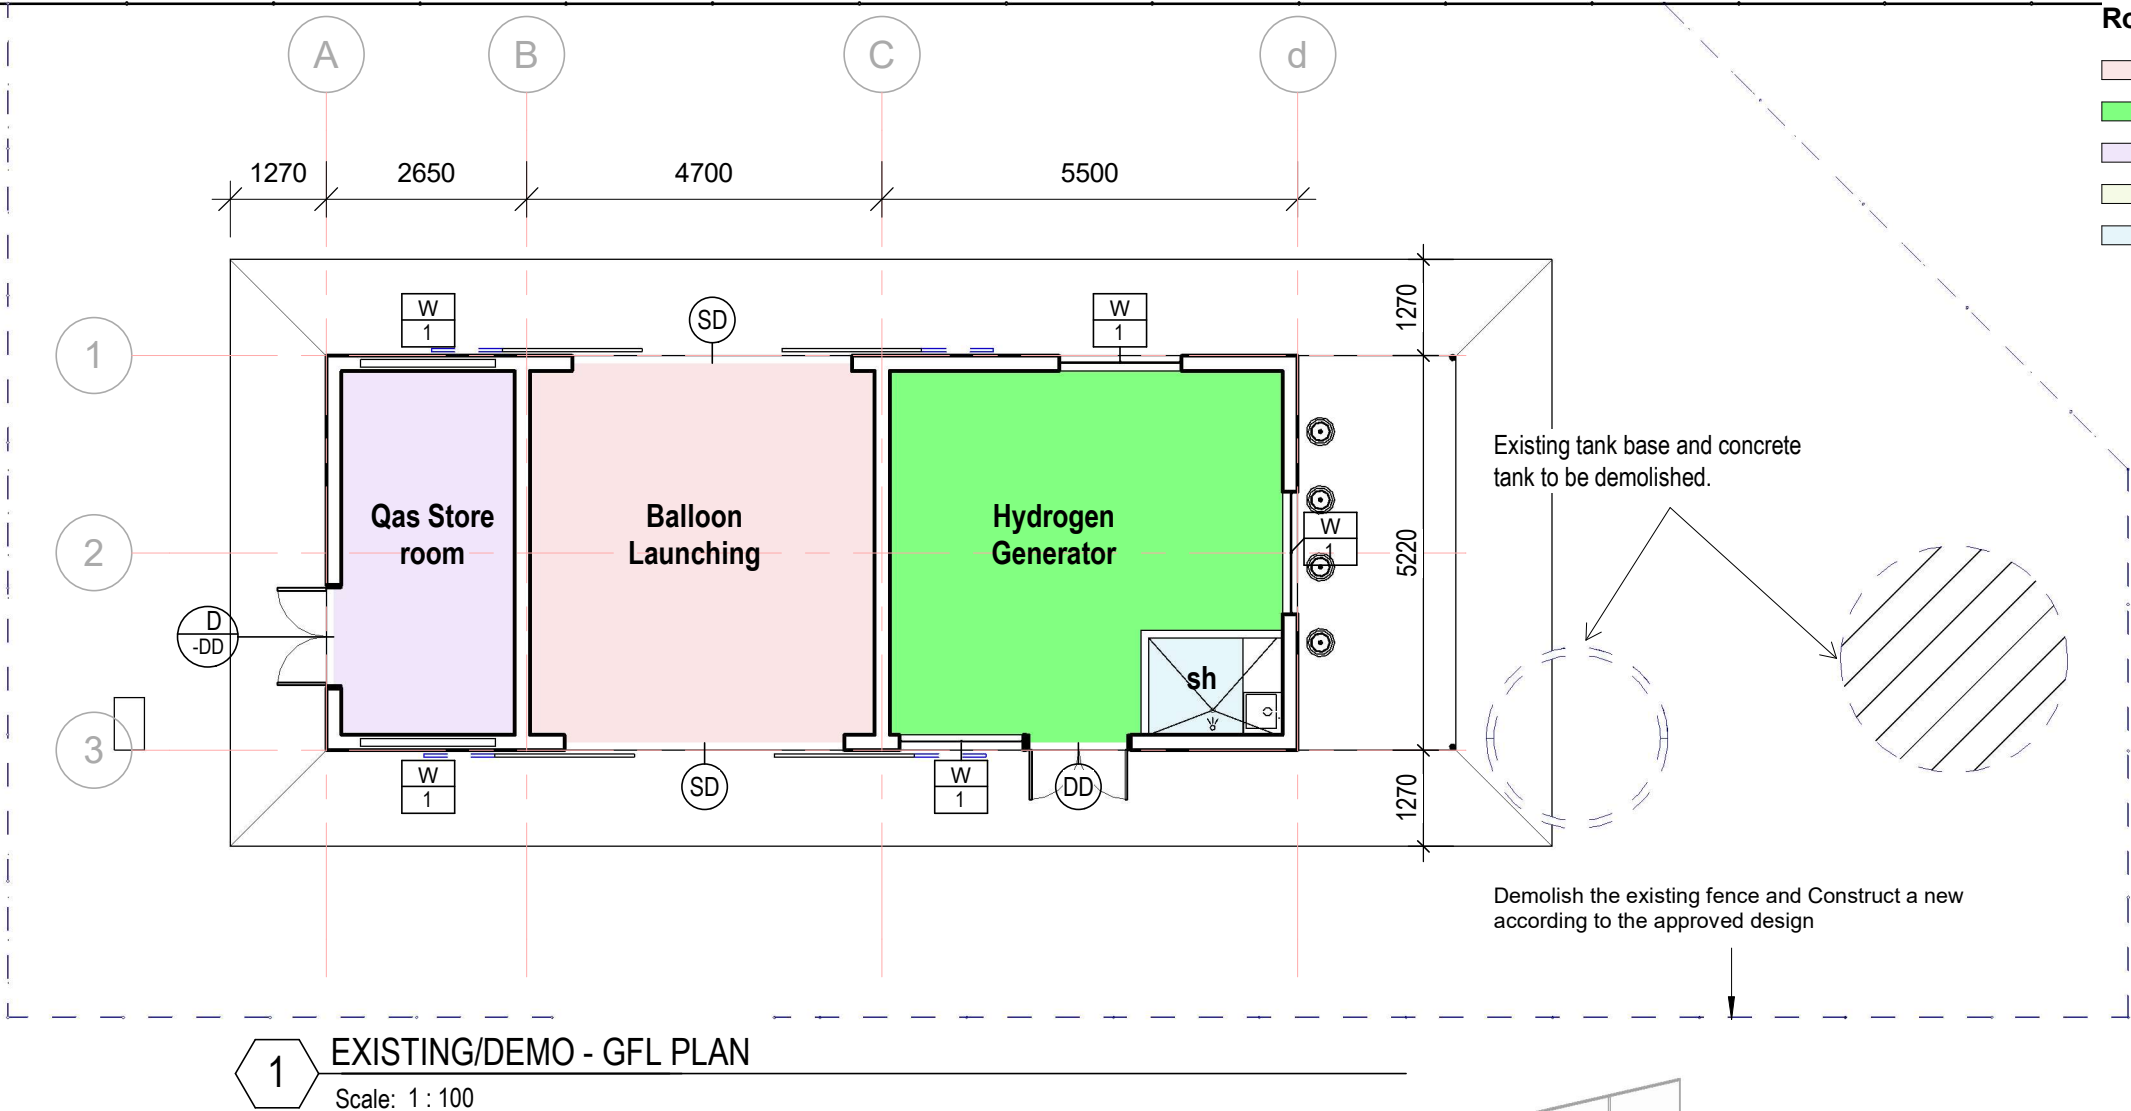 Ro
A
B
C
d
1270
2650
4700
5500
W
1
SD
W
1
1270
1
Existing tank base and concrete
tank to be demolished.
Qas Store
room
Balloon
Launching
Hydrogen
Generator
W
1
5220
2
D
-DD
sh
3
W
1
SD
W
1
DD
1270
Demolish the existing fence and Construct a new
according to the approved design
1
EXISTING/DEMO - GFL PLAN
Scale: 1 : 100